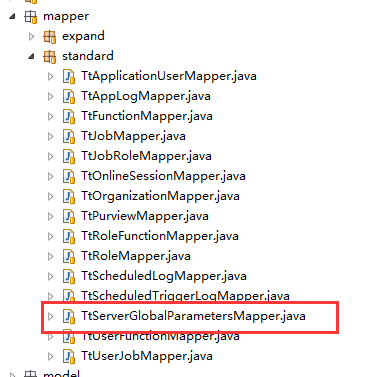 mapper
expand
standard
TtApplicationUserMapper.java
TtAppLogMapper.java
TtFunctionMapper.java
TtJobMapper.java
TtJobRoleMapper.java
TtOnlineSessionMapper.java
TtOrganizationMapper.java
TtPurviewMapper.java
TtRoleFunctionMapper.java
TtRoleMapper.java
TtScheduledLogMapper.java
TtScheduledTriggerLogMapper.java
TtServerGlobalParametersMapper.java
TtUserFunctionMapper.java
TtUserJobMapper.java
model